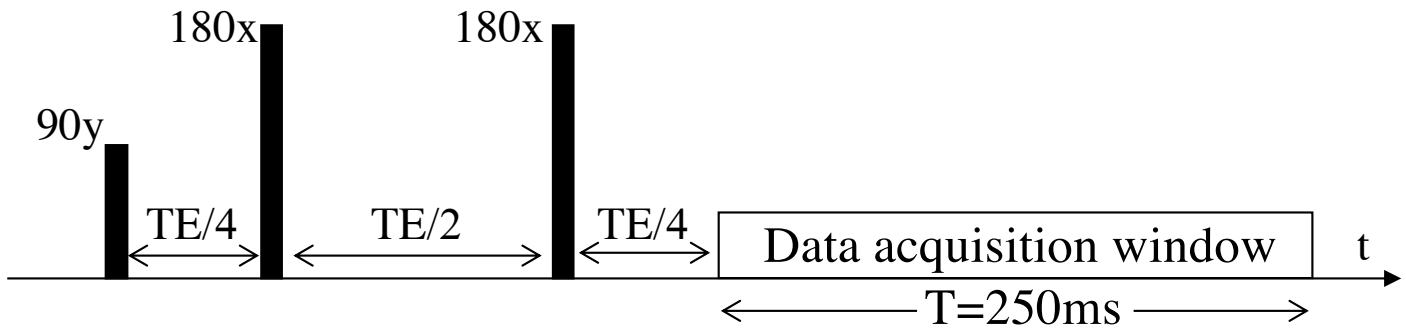 180x
180x
90y
TE/4
TE/2
TE/4
Data acquisition window
t
T=250ms